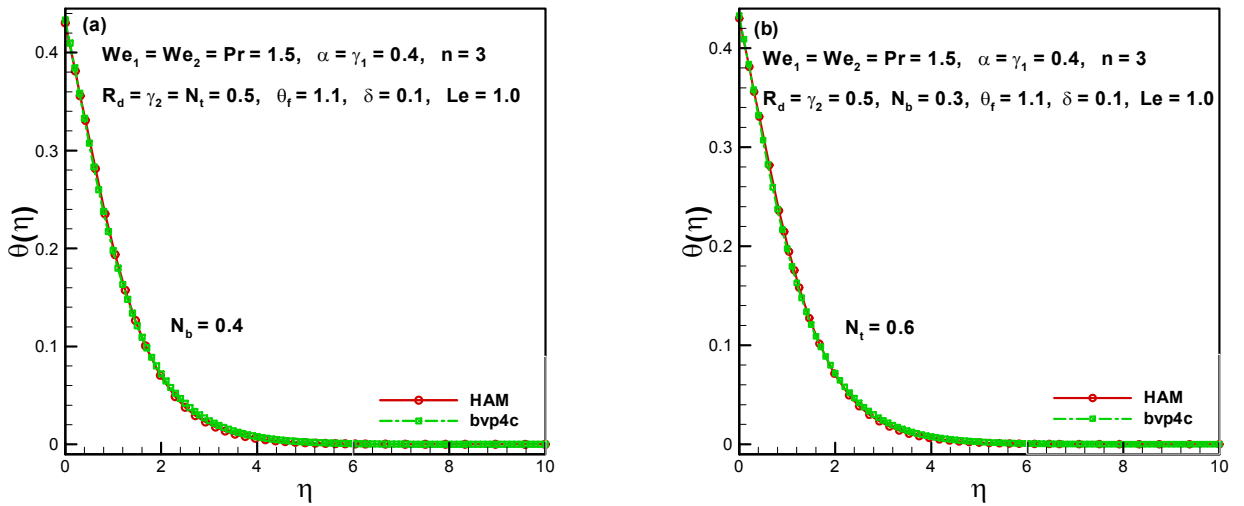 (a)
We₁ = We₂ = Pr = 1.5, α = γ₁ = 0.4, n = 3
R_d = γ₂ = N_t = 0.5, θ_f = 1.1, δ = 0.1, Le = 1.0
θ(η)
0.4
0.3
0.2
0.1
0
N_b = 0.4
HAM
bvp4c
0 2 4 6 8 10
η
(b)
We₁ = We₂ = Pr = 1.5, α = γ₁ = 0.4, n = 3
R_d = γ₂ = 0.5, N_b = 0.3, θ_f = 1.1, δ = 0.1, Le = 1.0
θ(η)
0.4
0.3
0.2
0.1
0
N_t = 0.6
HAM
bvp4c
0 2 4 6 8 10
η